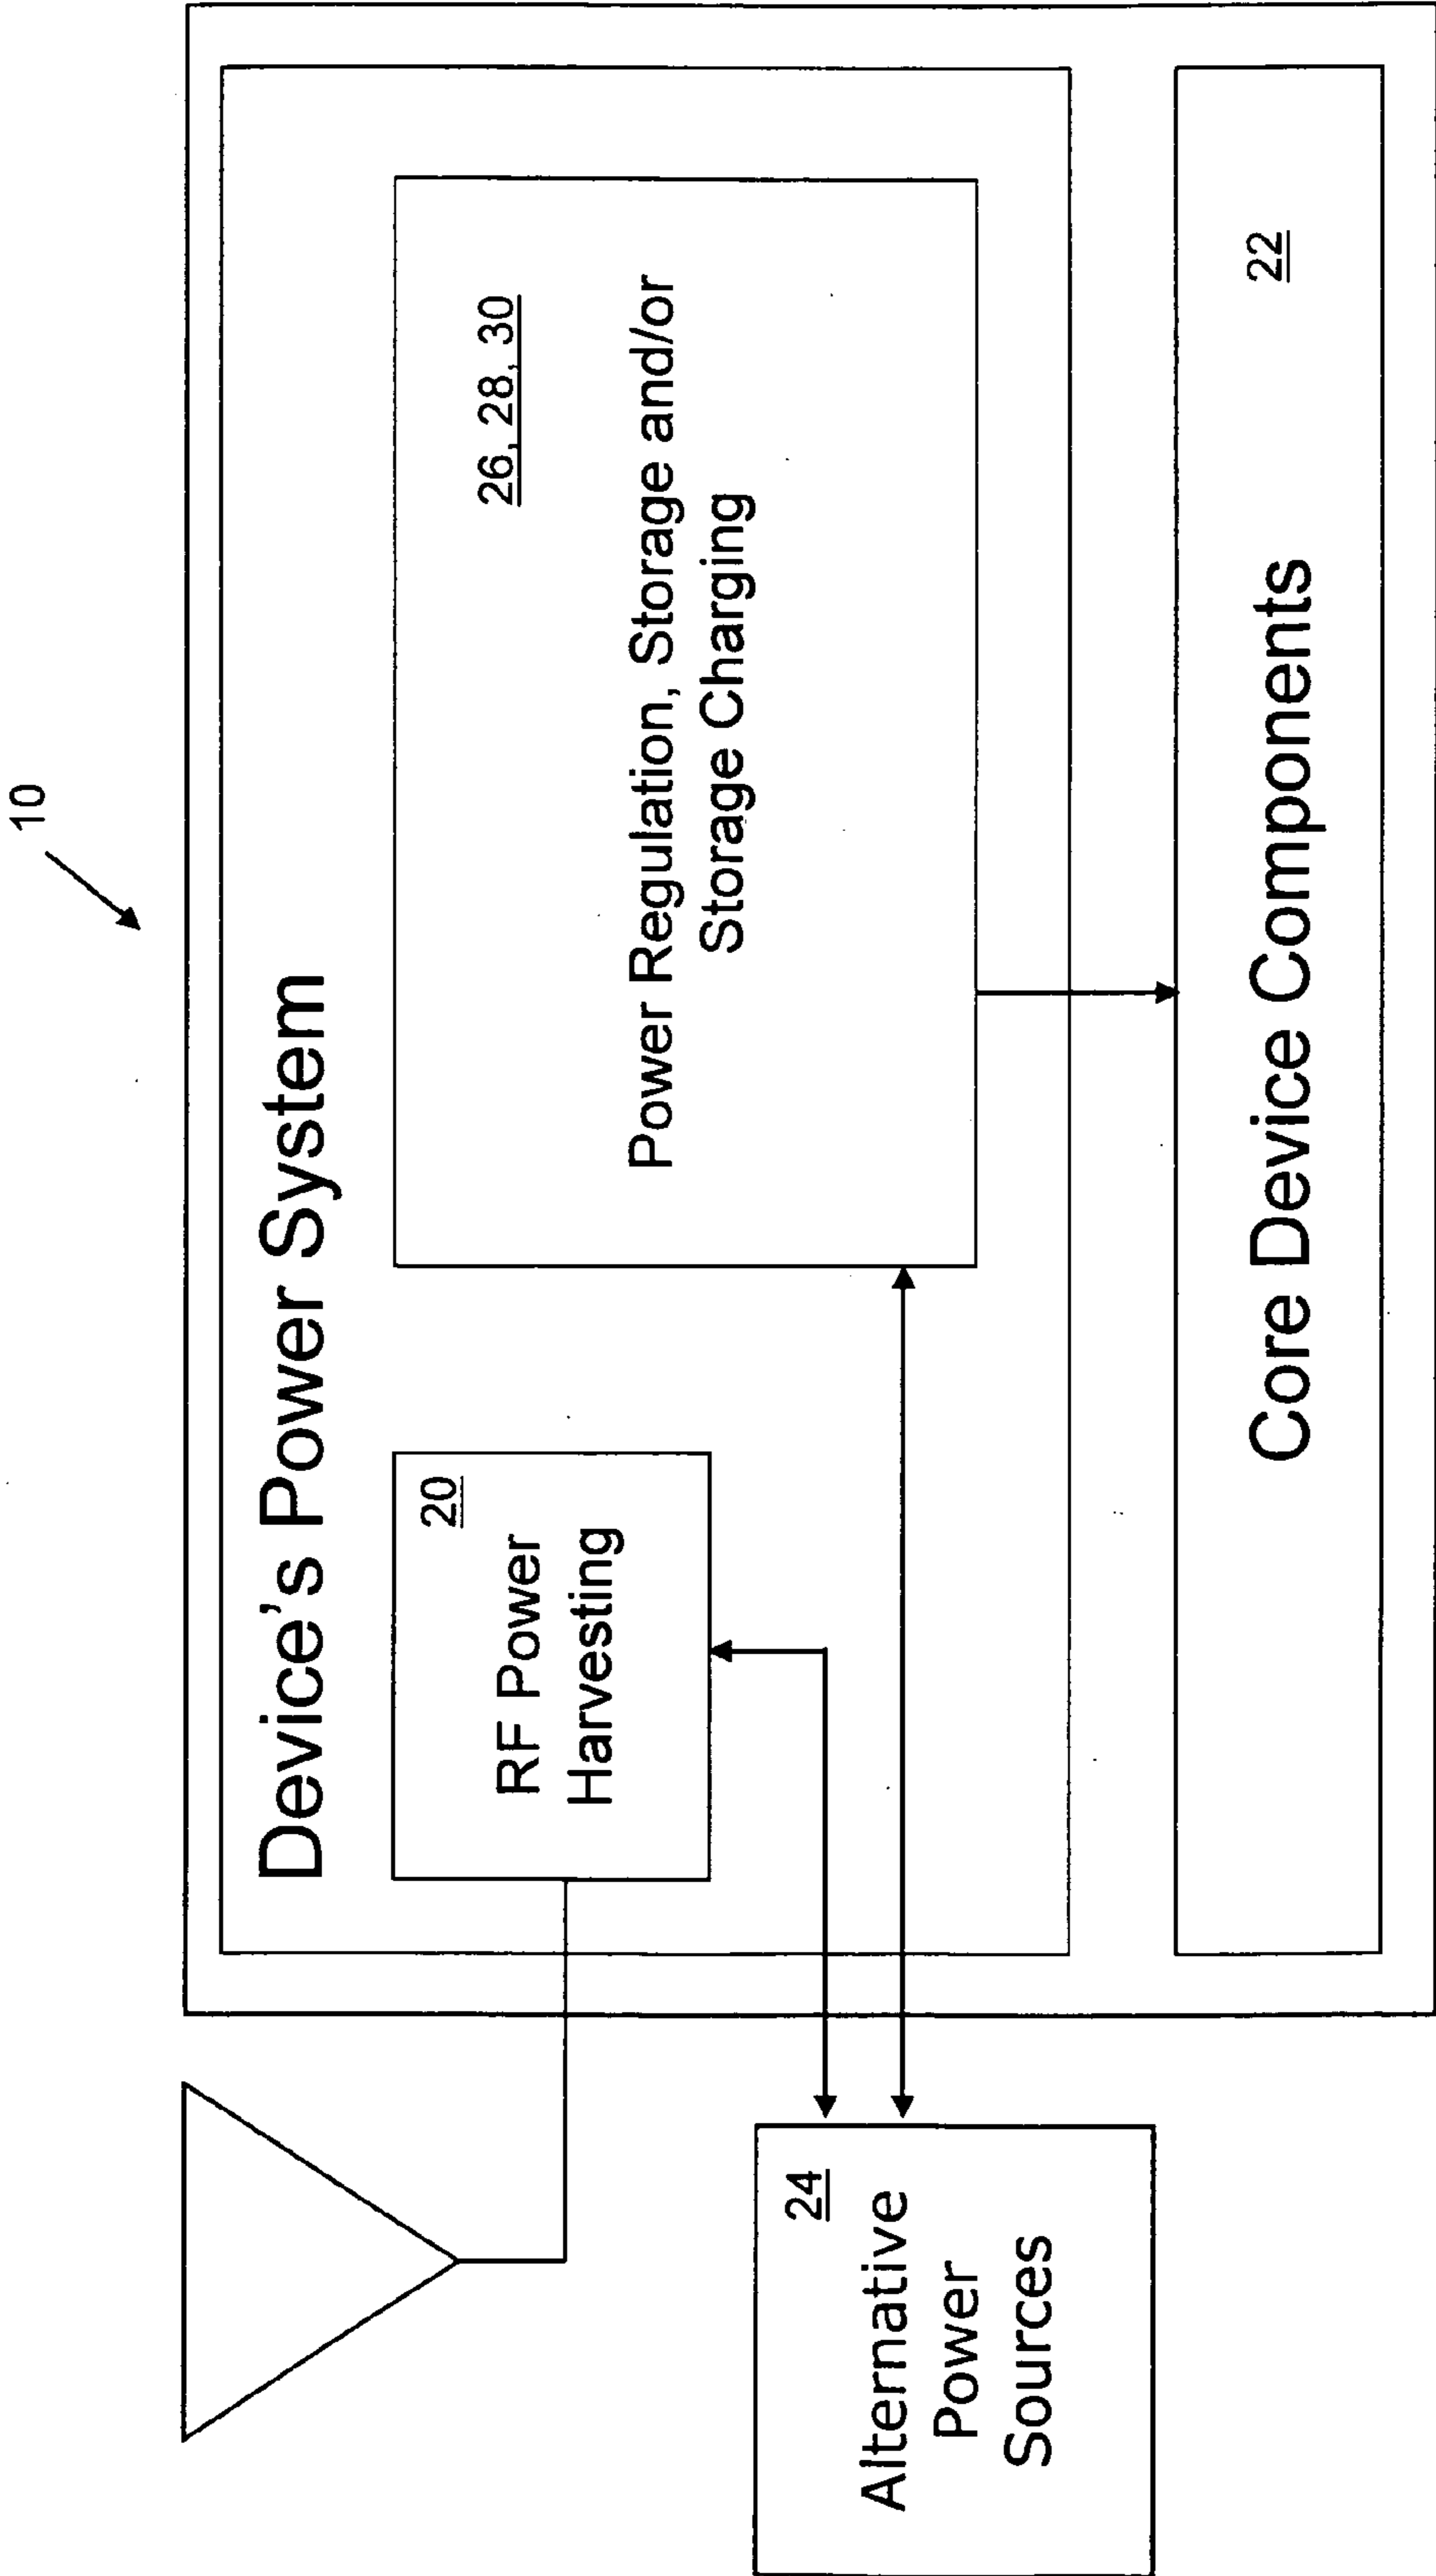 10
Device's Power System
26, 28, 30
Power Regulation, Storage and/or
Storage Charging
20
RF Power
Harvesting
24
Alternative
Power
Sources
22
Core Device Components